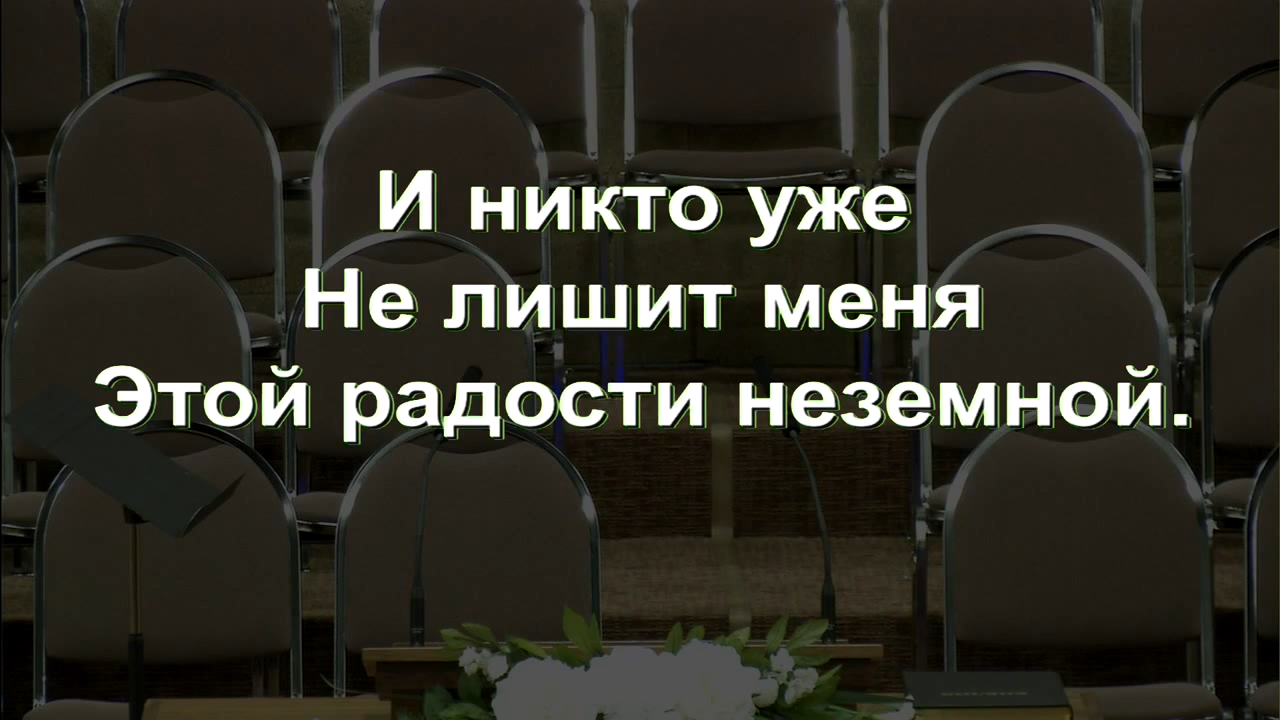 И никто уже
Не лишит меня
Этой радости неземной.